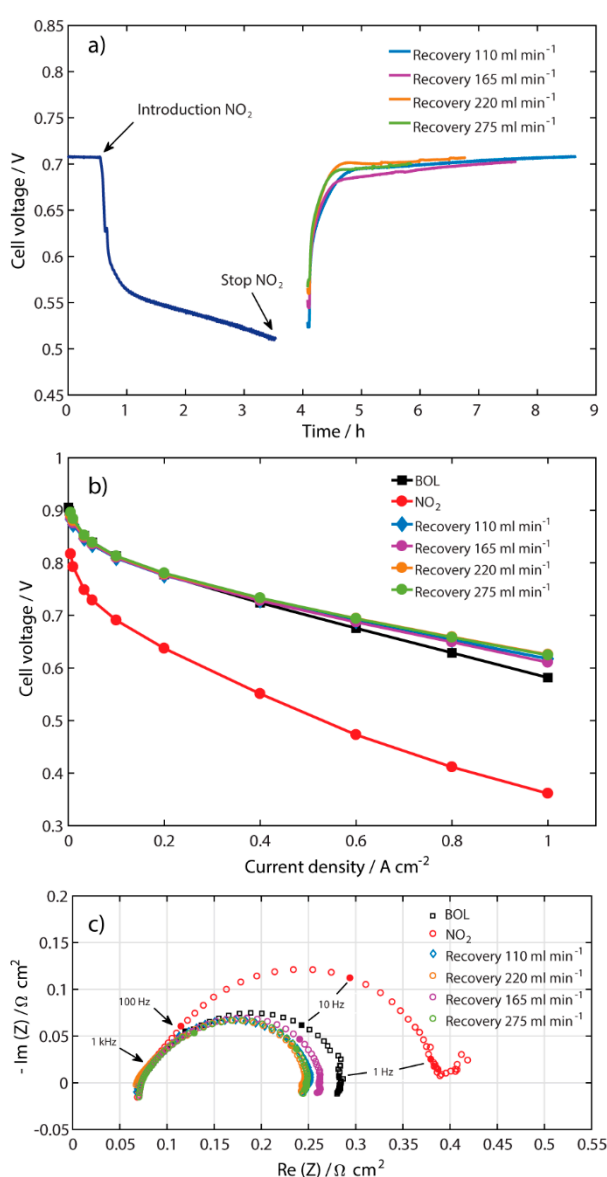 a)
0.85
0.75
0.7
0.65
0.55
0.45
Cell voltage / V
Introduction NO₂
Stop NO₂
Recovery 110 ml min⁻¹
Recovery 165 ml min⁻¹
Recovery 220 ml min⁻¹
Recovery 275 ml min⁻¹
0 1 2 3 4 5 6 7 8 9
Time / h
b)
1
0.9
0.8
0.7
0.6
0.5
0.4
0.3
Cell voltage / V
BOL
NO₂
Recovery 110 ml min⁻¹
Recovery 165 ml min⁻¹
Recovery 220 ml min⁻¹
Recovery 275 ml min⁻¹
0 0.2 0.4 0.6 0.8 1
Current density / A cm⁻²
c)
0.2
0.15
0.1
0.05
0
-0.05
- Im (Z) / Ω cm²
BOL
NO₂
Recovery 110 ml min⁻¹
Recovery 220 ml min⁻¹
Recovery 165 ml min⁻¹
Recovery 275 ml min⁻¹
100 Hz
10 Hz
1 kHz
1 Hz
0 0.05 0.1 0.15 0.2 0.25 0.3 0.35 0.4 0.45 0.5 0.55
Re (Z) / Ω cm²